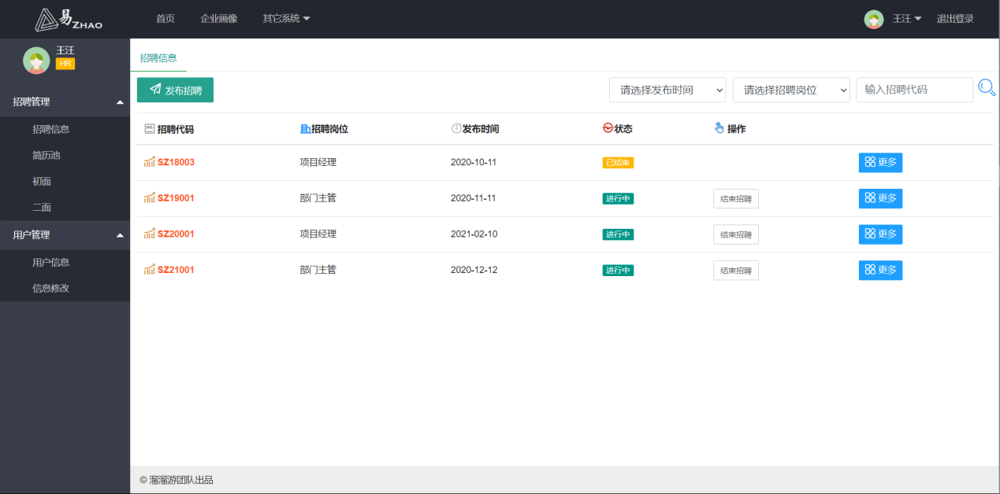 易ZHAO 首页 企业画像 其它系统 王汪 退出登录
王汪
HR
招聘管理
招聘信息
简历池
初面
二面
用户管理
用户信息
信息修改
招聘信息
发布招聘 请选择发布时间 请选择招聘岗位 输入招聘代码
NO. 招聘代码 招聘岗位 发布时间 状态 操作
SZ18003 项目经理 2020-10-11 已结束 更多
SZ19001 部门主管 2020-11-11 进行中 结束招聘 更多
SZ20001 项目经理 2021-02-10 进行中 结束招聘 更多
SZ21001 部门主管 2020-12-12 进行中 结束招聘 更多
© 溜溜游团队出品